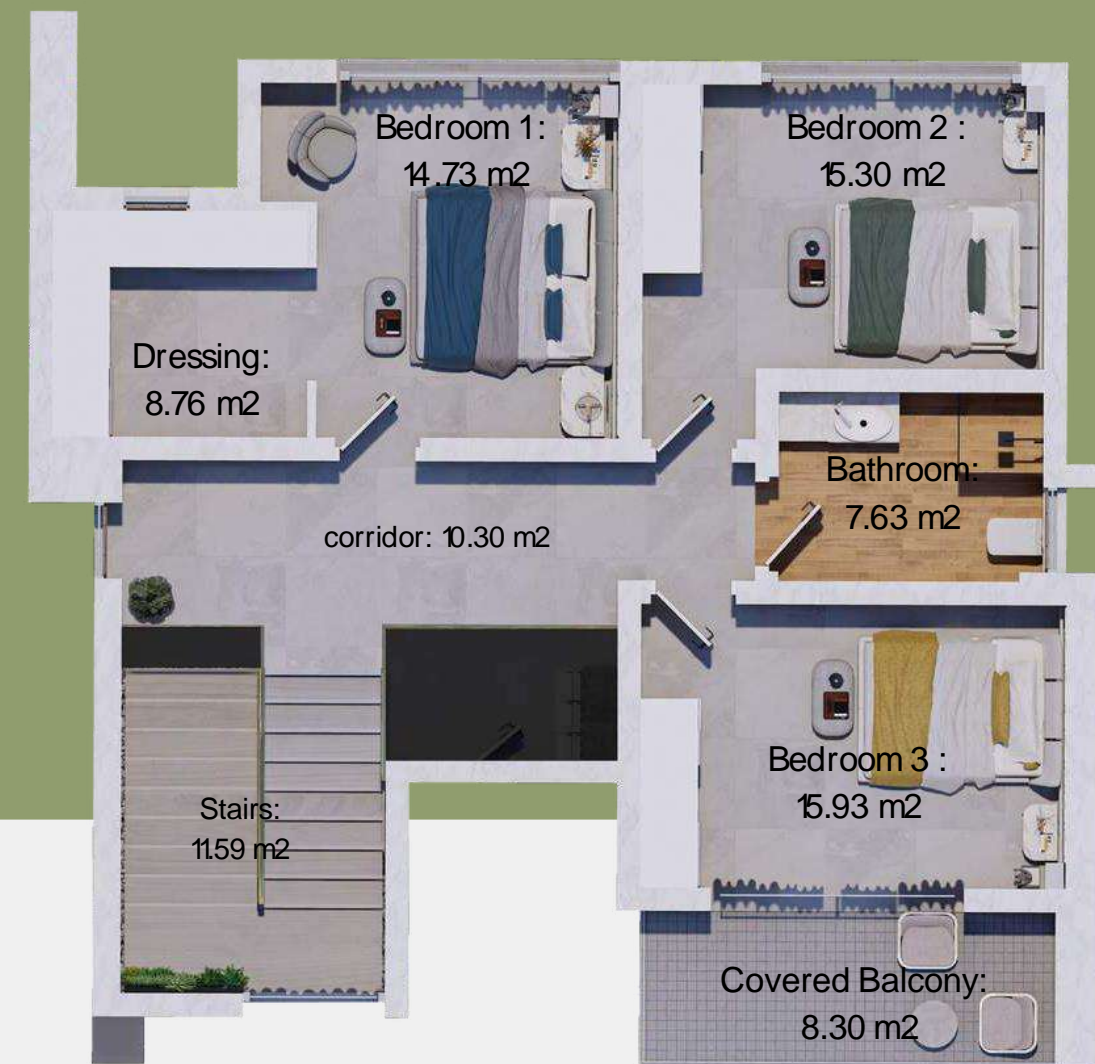 Bedroom 1:
14.73 m2
Bedroom 2 :
15.30 m2
Dressing:
8.76 m2
Bathroom:
7.63 m2
corridor: 10.30 m2
Bedroom 3 :
15.93 m2
Stairs:
11.59 m2
Covered Balcony:
8.30 m2